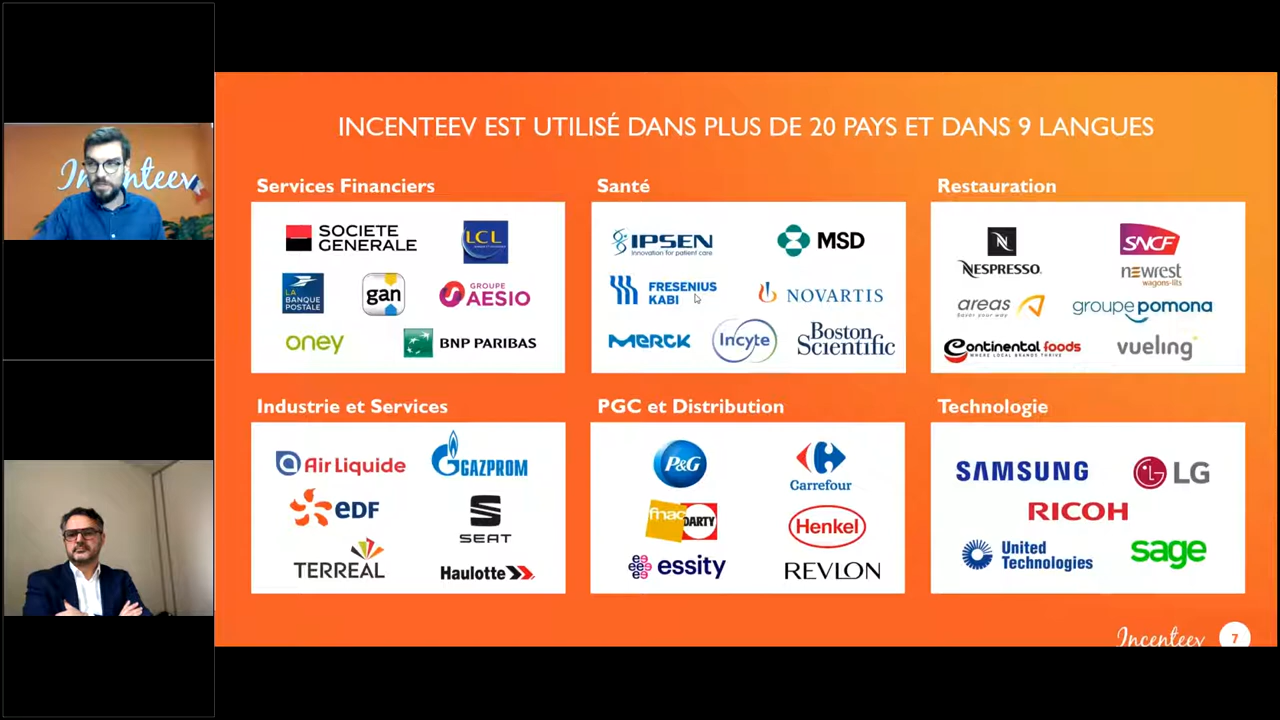 Incenteev
INCENTEEV EST UTILISÉ DANS PLUS DE 20 PAYS ET DANS 9 LANGUES
Services Financiers
SOCIETE
GENERALE
LCL
LA
BANQUE
POSTALE
gan
GROUPE
AESIO
oney
BNP PARIBAS
Santé
IPSEN
Innovation for patient care
MSD
FRESENIUS
KABI
NOVARTIS
MERCK
Incyte
Boston
Scientific
Restauration
N
NESPRESSO
SNCF
newrest
wagons-lits
areas
groupe pomona
Continental foods
WHERE LOCAL BRANDS THRIVE
vueling
Industrie et Services
Air Liquide
GAZPROM
eDF
SEAT
TERREAL
Haulotte
PGC et Distribution
P&G
Carrefour
fnac
DARTY
Henkel
essity
REVLON
Technologie
SAMSUNG
LG
RICOH
United
Technologies
sage
Incenteev
7